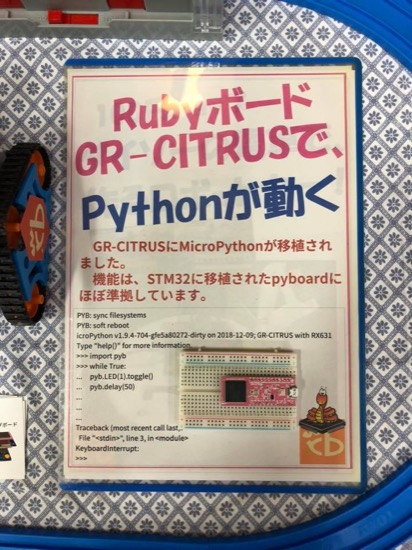 Rubyボード
GR-CITRUSで、
Pythonが動く
GR-CITRUSにMicroPythonが移植され
ました。
機能は、STM32に移植されたpyboardに
ほぼ準拠しています。
PYB: sync filesystems
PYB: soft reboot
icroPython v1.9.4-704-gfe5a80272-dirty on 2018-12-09; GR-CITRUS with RX631
Type "help()" for more information.
>>> import pyb
>>> while True:
... pyb.LED(1).toggle()
... pyb.delay(50)
...
...
...
Traceback (most recent call last,
File "<stdin>", line 3, in <module>
KeyboardInterrupt:
>>>
ボード